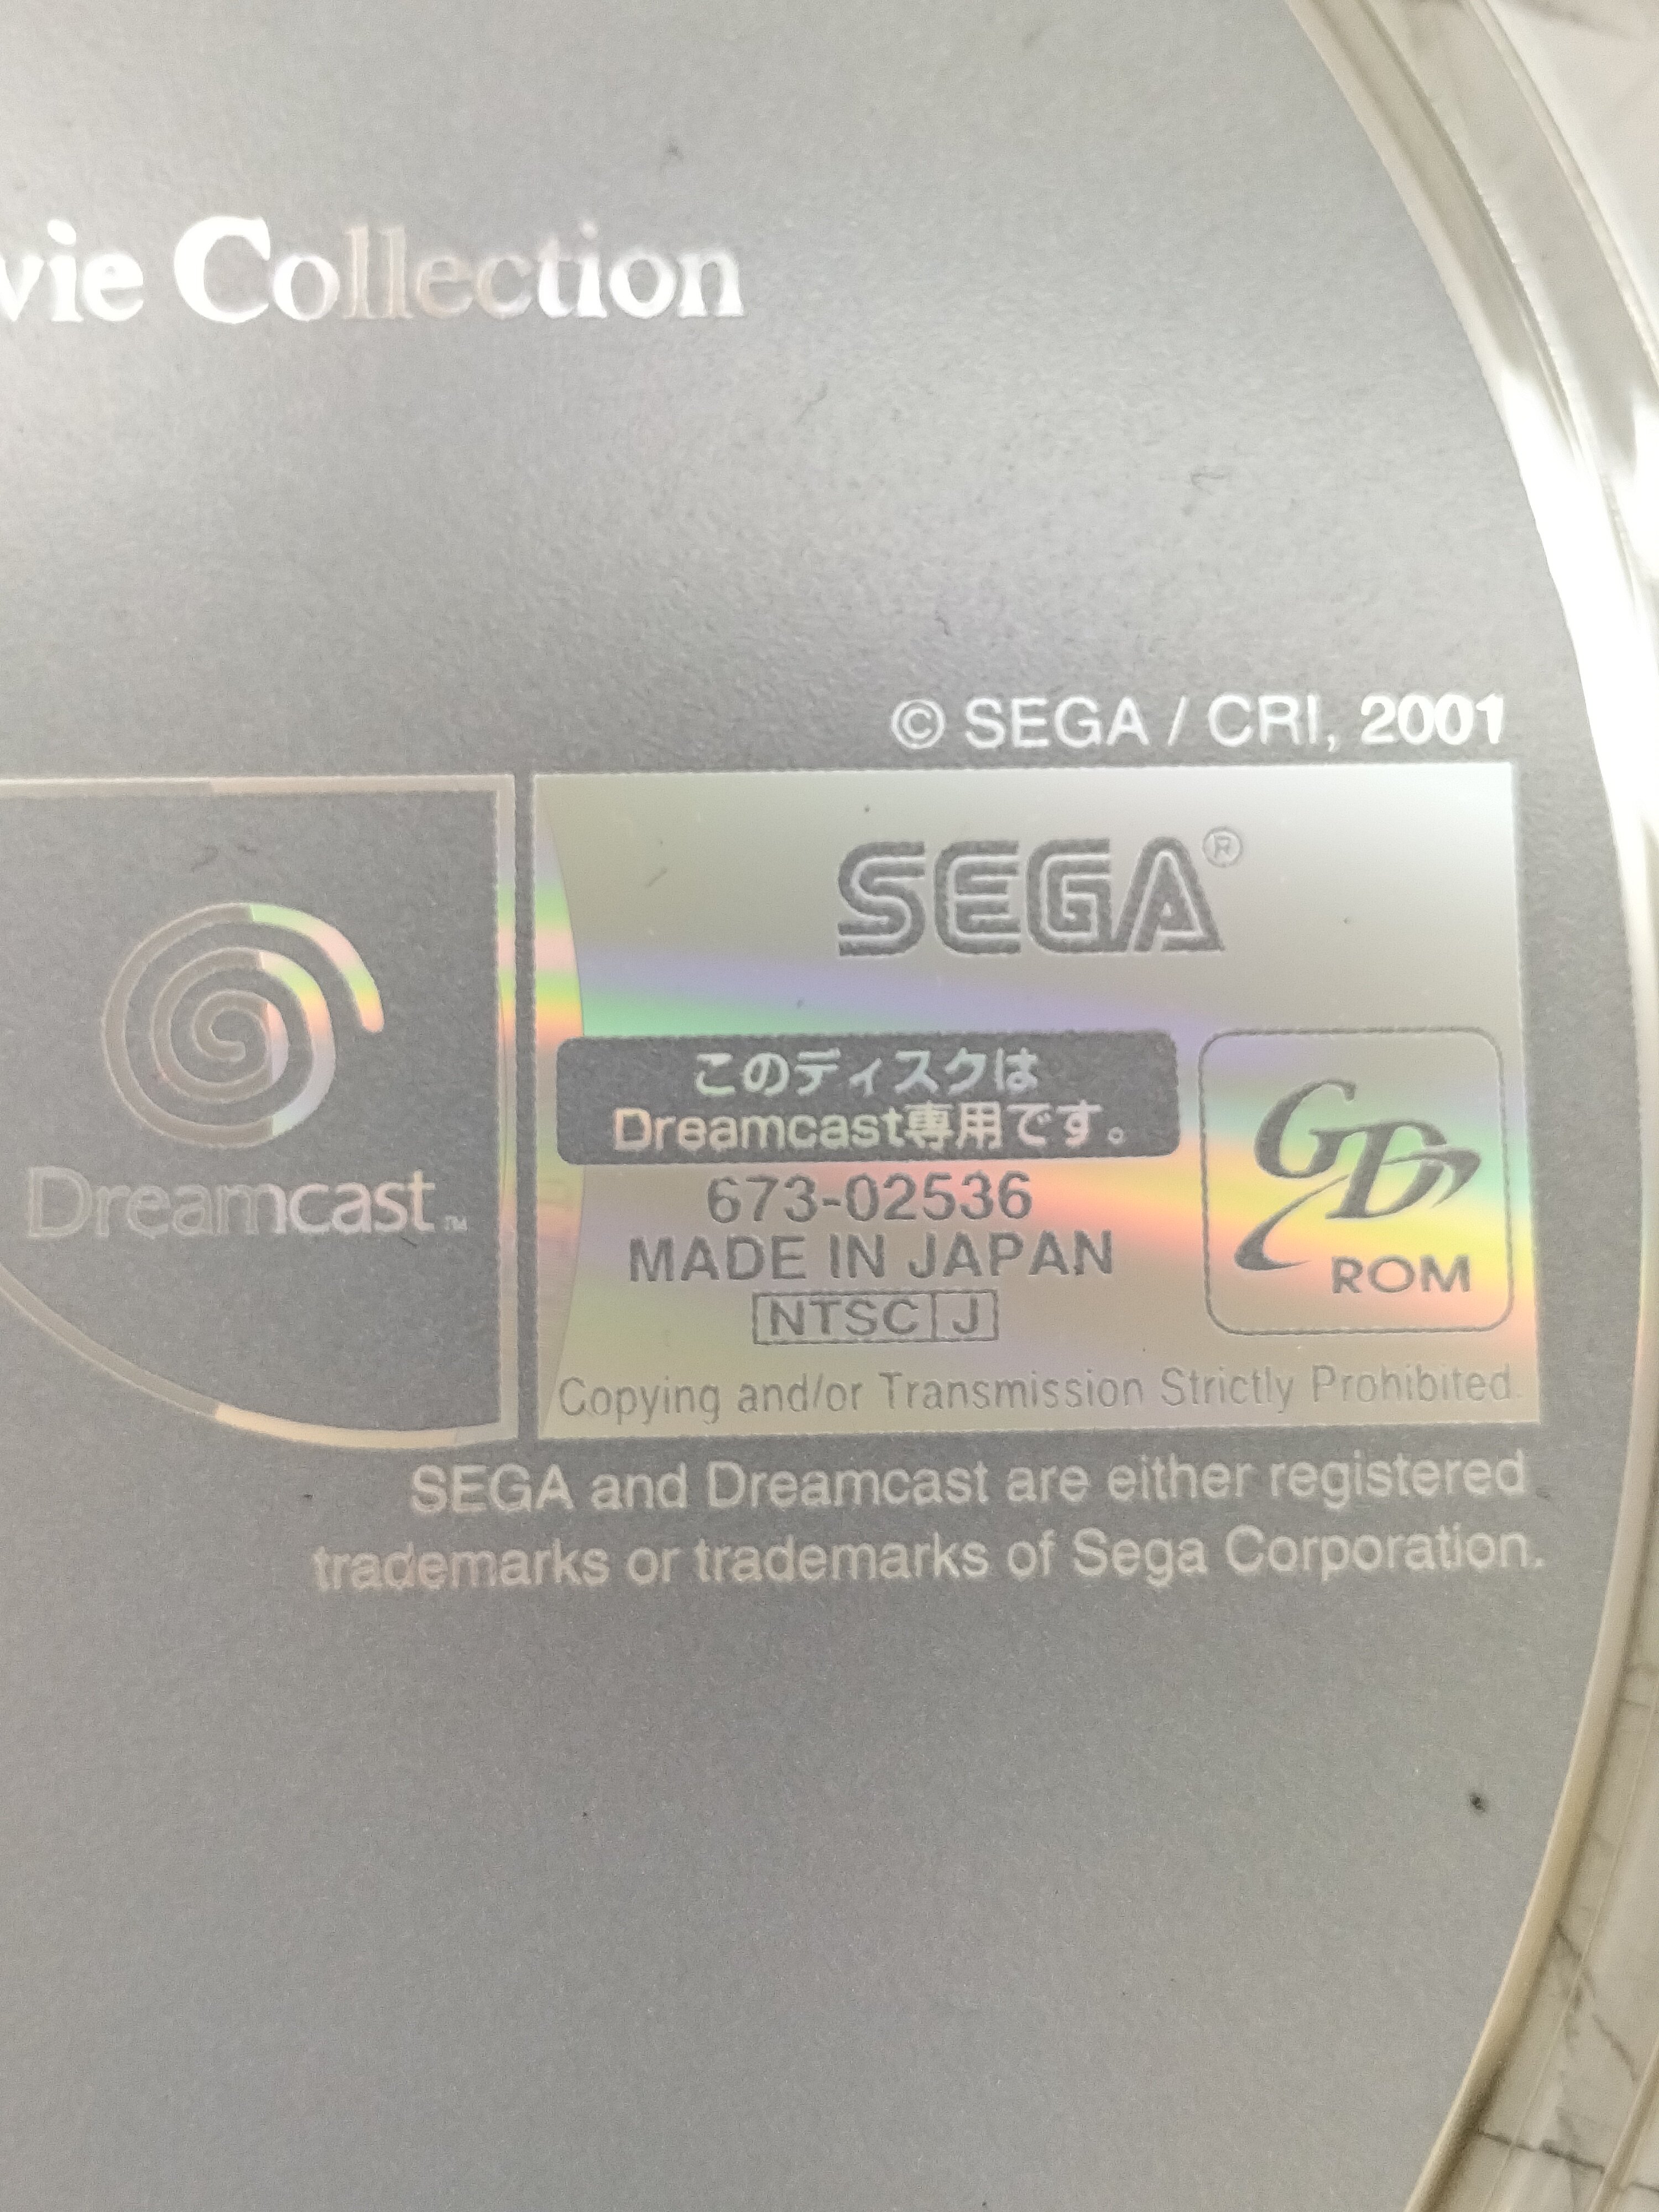 vie Collection
© SEGA / CRI, 2001
SEGA®
このディスクは
Dreamcast専用です。
673-02536
MADE IN JAPAN
NTSC J
GD
ROM
Dreamcast™
Copying and/or Transmission Strictly Prohibited.
SEGA and Dreamcast are either registered
trademarks or trademarks of Sega Corporation.